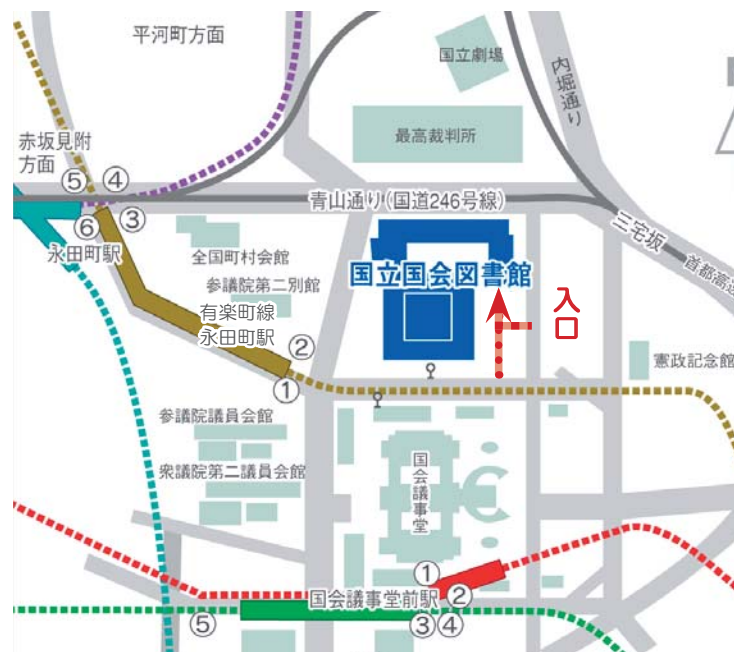 平河町方面
国立劇場
内堀通り
最高裁判所
赤坂見附
方面
⑤
④
青山通り(国道246号線)
⑥
③
三宅坂
永田町駅
全国町村会館
首都高速
国立国会図書館
参議院第二別館
有楽町線
永田町駅
入口
②
①
憲政記念館
参議院議員会館
国会議事堂
衆議院第二議員会館
①
国会議事堂前駅
②
⑤
③④